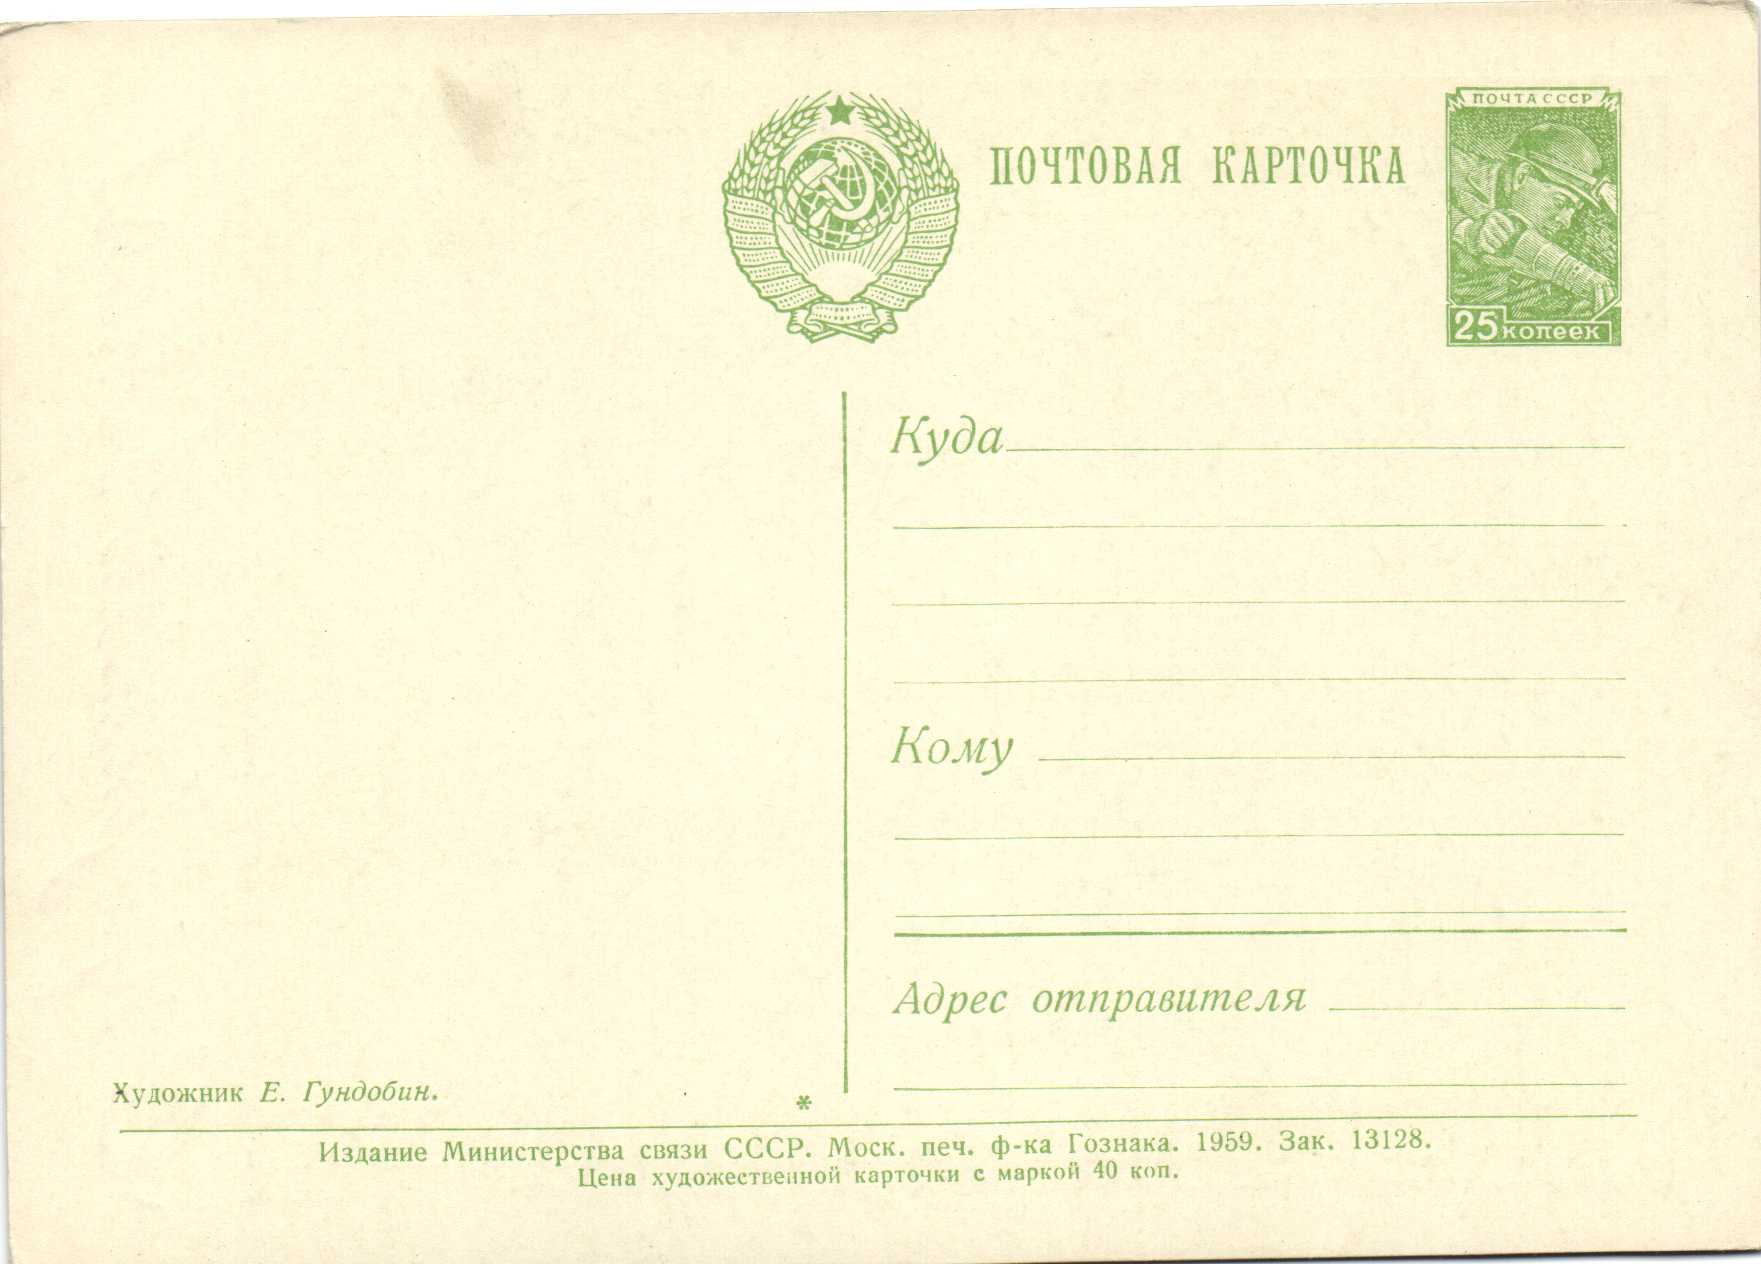 ПОЧТА СССР
ПОЧТОВАЯ КАРТОЧКА
25 копеек
Куда
Кому
Адрес отправителя
Художник Е. Гундобин.
*
Издание Министерства связи СССР. Моск. печ. ф-ка Гознака. 1959. Зак. 13128.
Цена художественной карточки с маркой 40 коп.